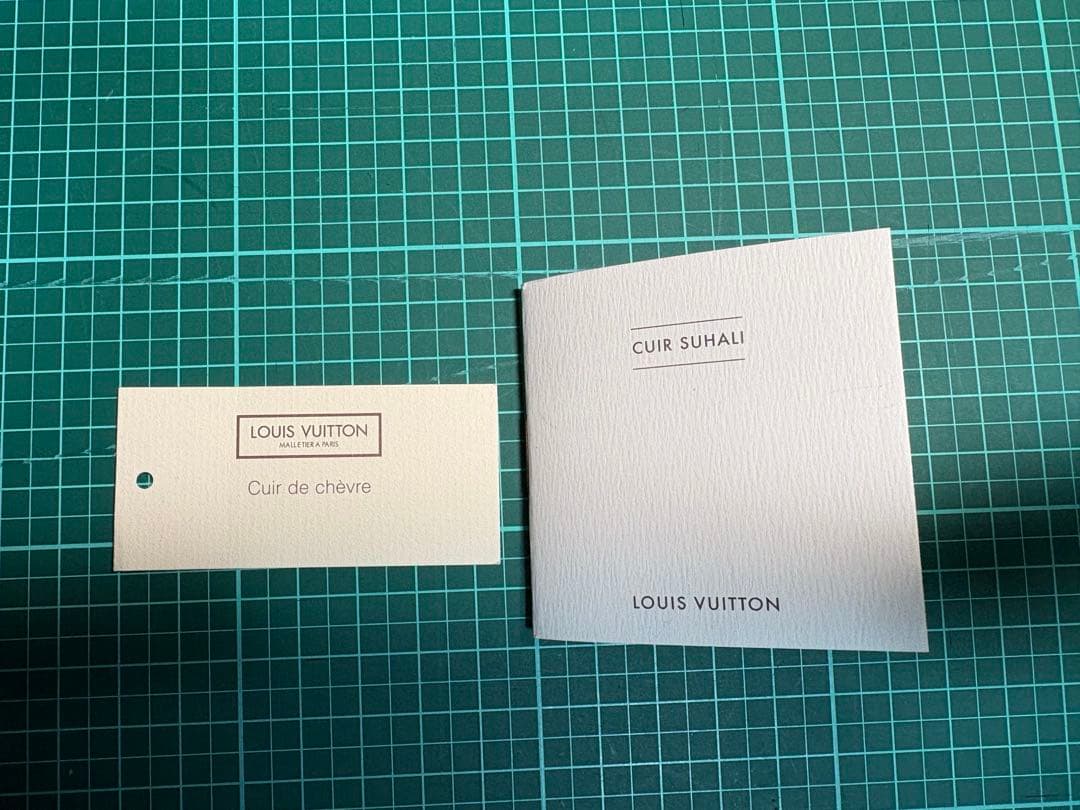 LOUIS VUITTON
MALLETIER A PARIS
Cuir de chèvre
CUIR SUHALI
LOUIS VUITTON